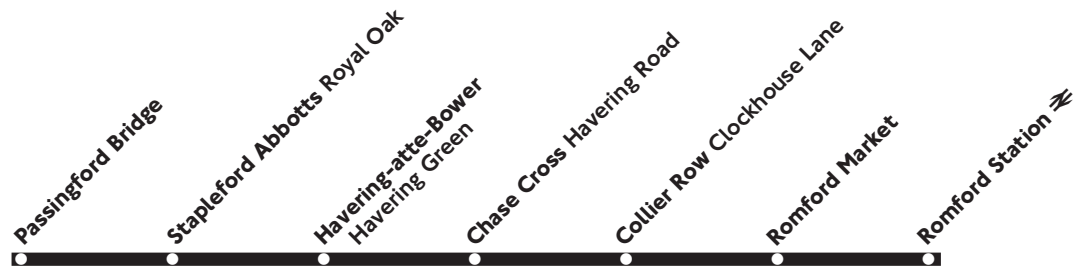 Passingford Bridge
Stapleford Abbotts Royal Oak
Havering-atte-Bower
Havering Green
Chase Cross Havering Road
Collier Row Clockhouse Lane
Romford Market
Romford Station